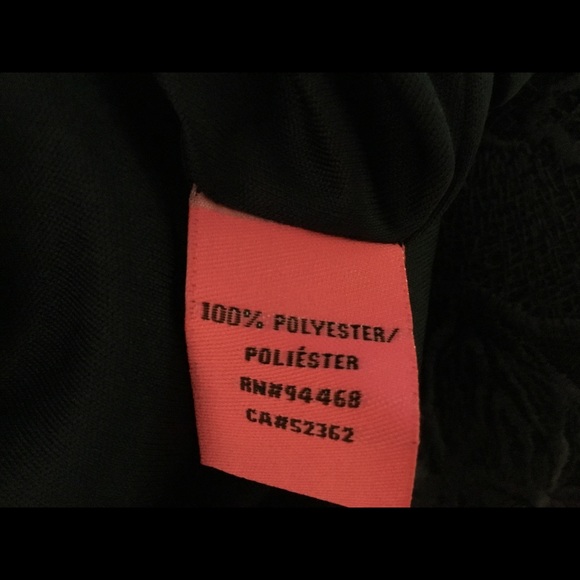 100% POLYESTER/
POLIÉSTER
RN#94468
CA#52362